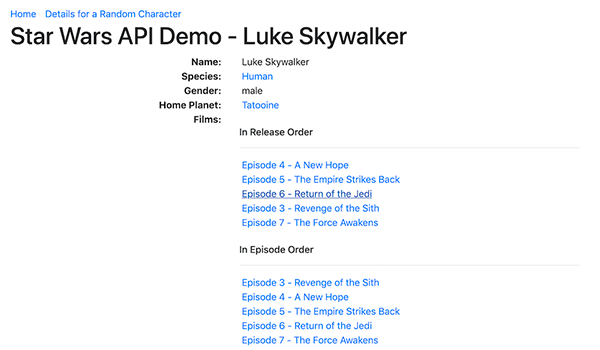 Home Details for a Random Character
Star Wars API Demo - Luke Skywalker
Name: Luke Skywalker
Species: Human
Gender: male
Home Planet: Tatooine
Films:
In Release Order
Episode 4 - A New Hope
Episode 5 - The Empire Strikes Back
Episode 6 - Return of the Jedi
Episode 3 - Revenge of the Sith
Episode 7 - The Force Awakens
In Episode Order
Episode 3 - Revenge of the Sith
Episode 4 - A New Hope
Episode 5 - The Empire Strikes Back
Episode 6 - Return of the Jedi
Episode 7 - The Force Awakens